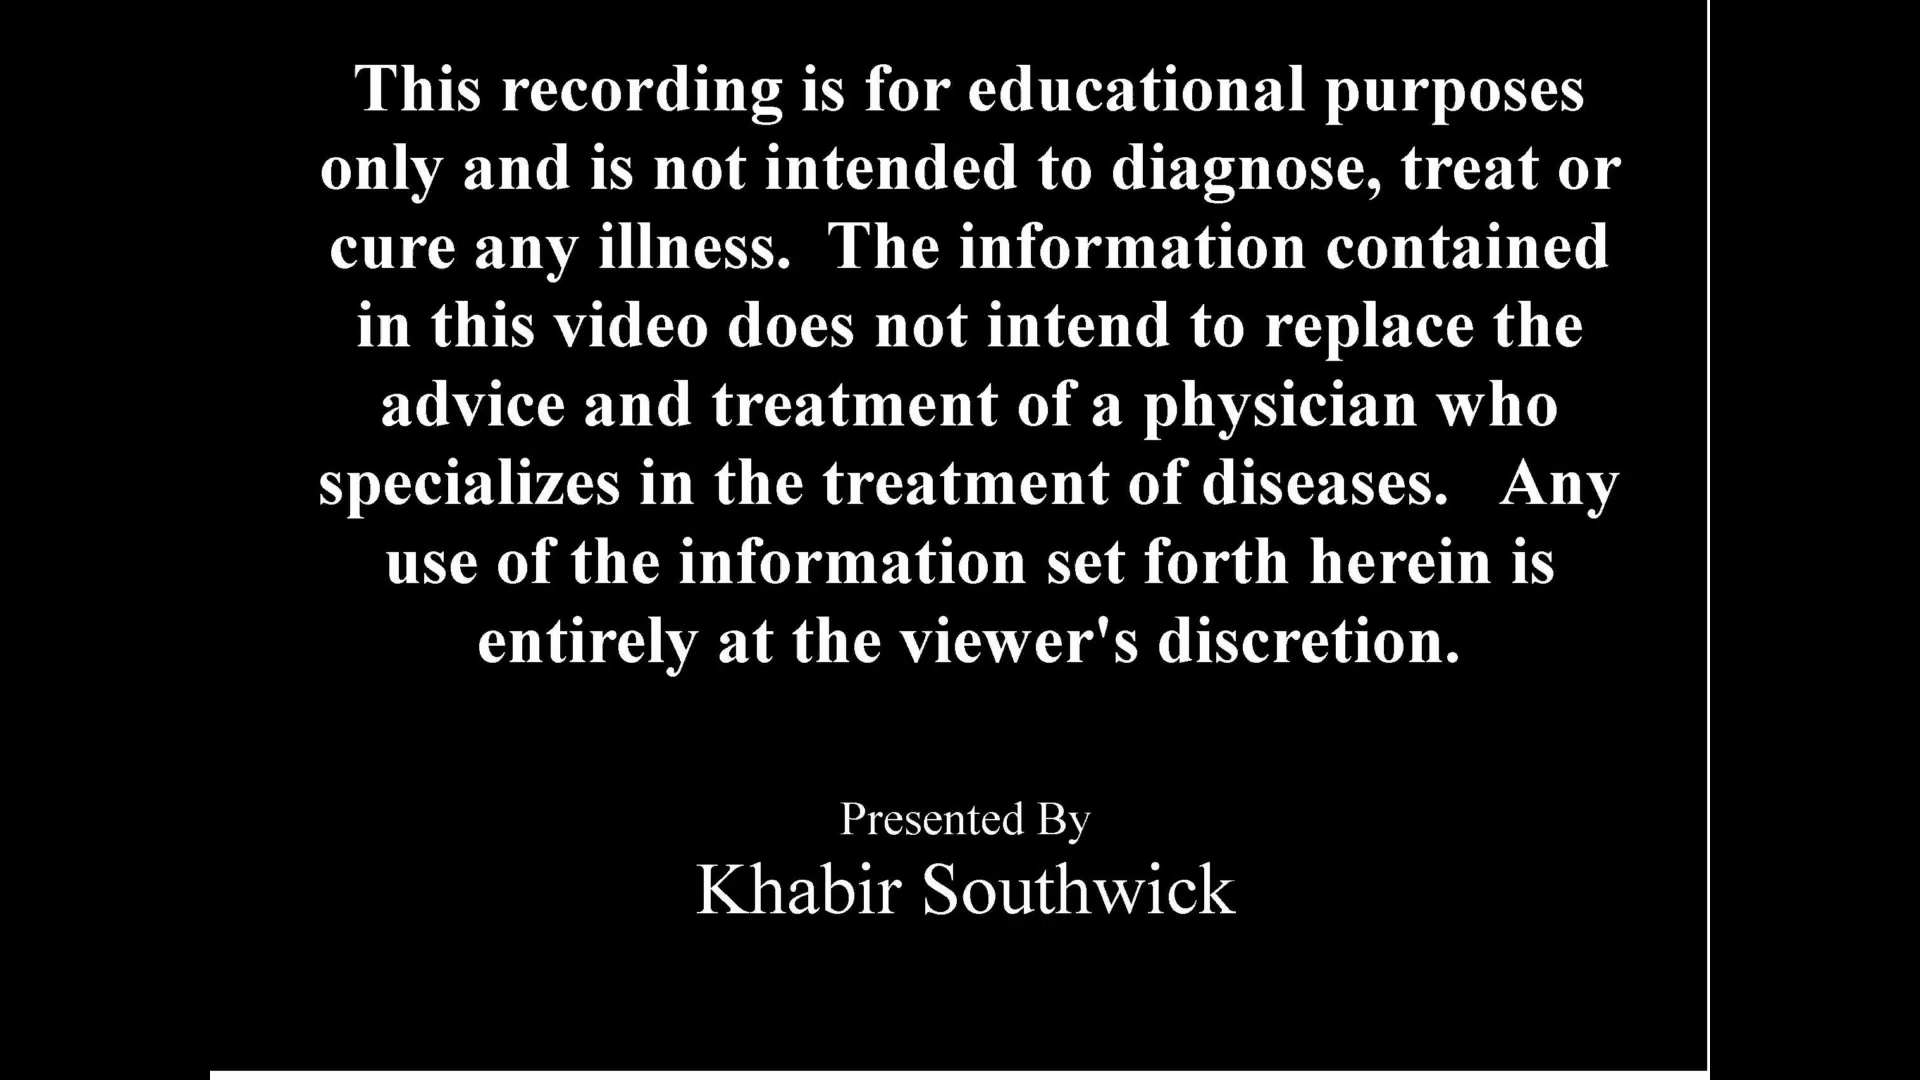 This recording is for educational purposes
only and is not intended to diagnose, treat or
cure any illness.  The information contained
in this video does not intend to replace the
advice and treatment of a physician who
specializes in the treatment of diseases.   Any
use of the information set forth herein is
entirely at the viewer's discretion.
Presented By
Khabir Southwick